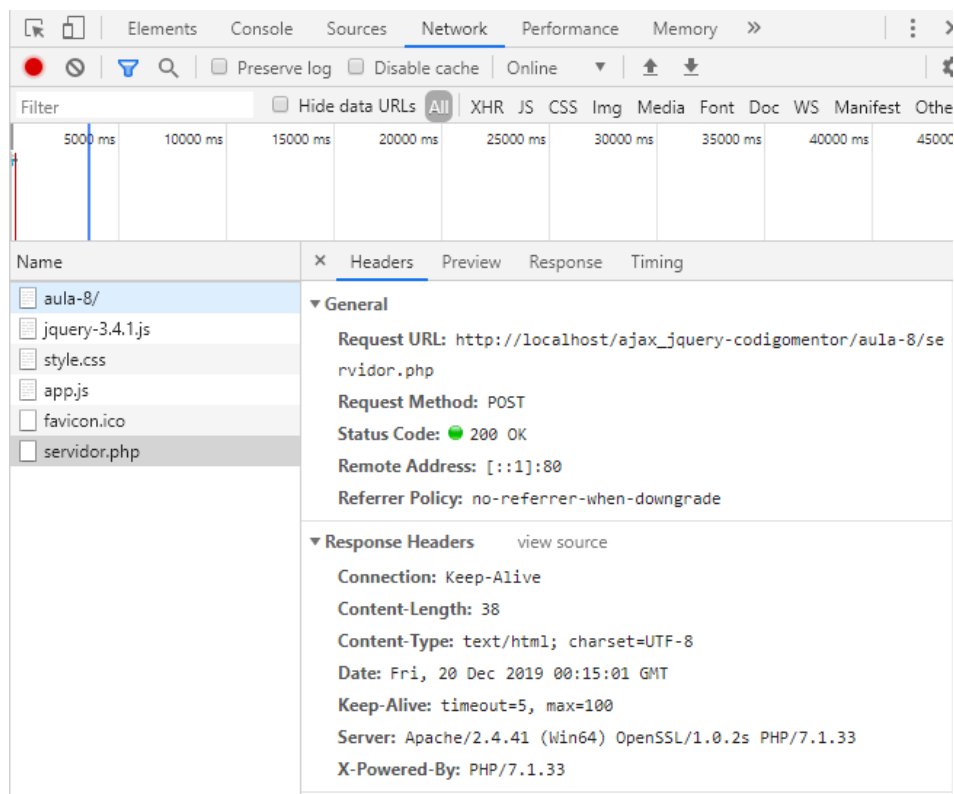 Elements Console Sources Network Performance Memory »
Preserve log Disable cache Online
Filter Hide data URLs All XHR JS CSS Img Media Font Doc WS Manifest Othe
5000 ms 10000 ms 15000 ms 20000 ms 25000 ms 30000 ms 35000 ms 40000 ms 45000
Name
aula-8/
jquery-3.4.1.js
style.css
app.js
favicon.ico
servidor.php
× Headers Preview Response Timing
General
Request URL: http://localhost/ajax_jquery-codigomentor/aula-8/se
rvidor.php
Request Method: POST
Status Code: 200 OK
Remote Address: [::1]:80
Referrer Policy: no-referrer-when-downgrade
Response Headers view source
Connection: Keep-Alive
Content-Length: 38
Content-Type: text/html; charset=UTF-8
Date: Fri, 20 Dec 2019 00:15:01 GMT
Keep-Alive: timeout=5, max=100
Server: Apache/2.4.41 (Win64) OpenSSL/1.0.2s PHP/7.1.33
X-Powered-By: PHP/7.1.33